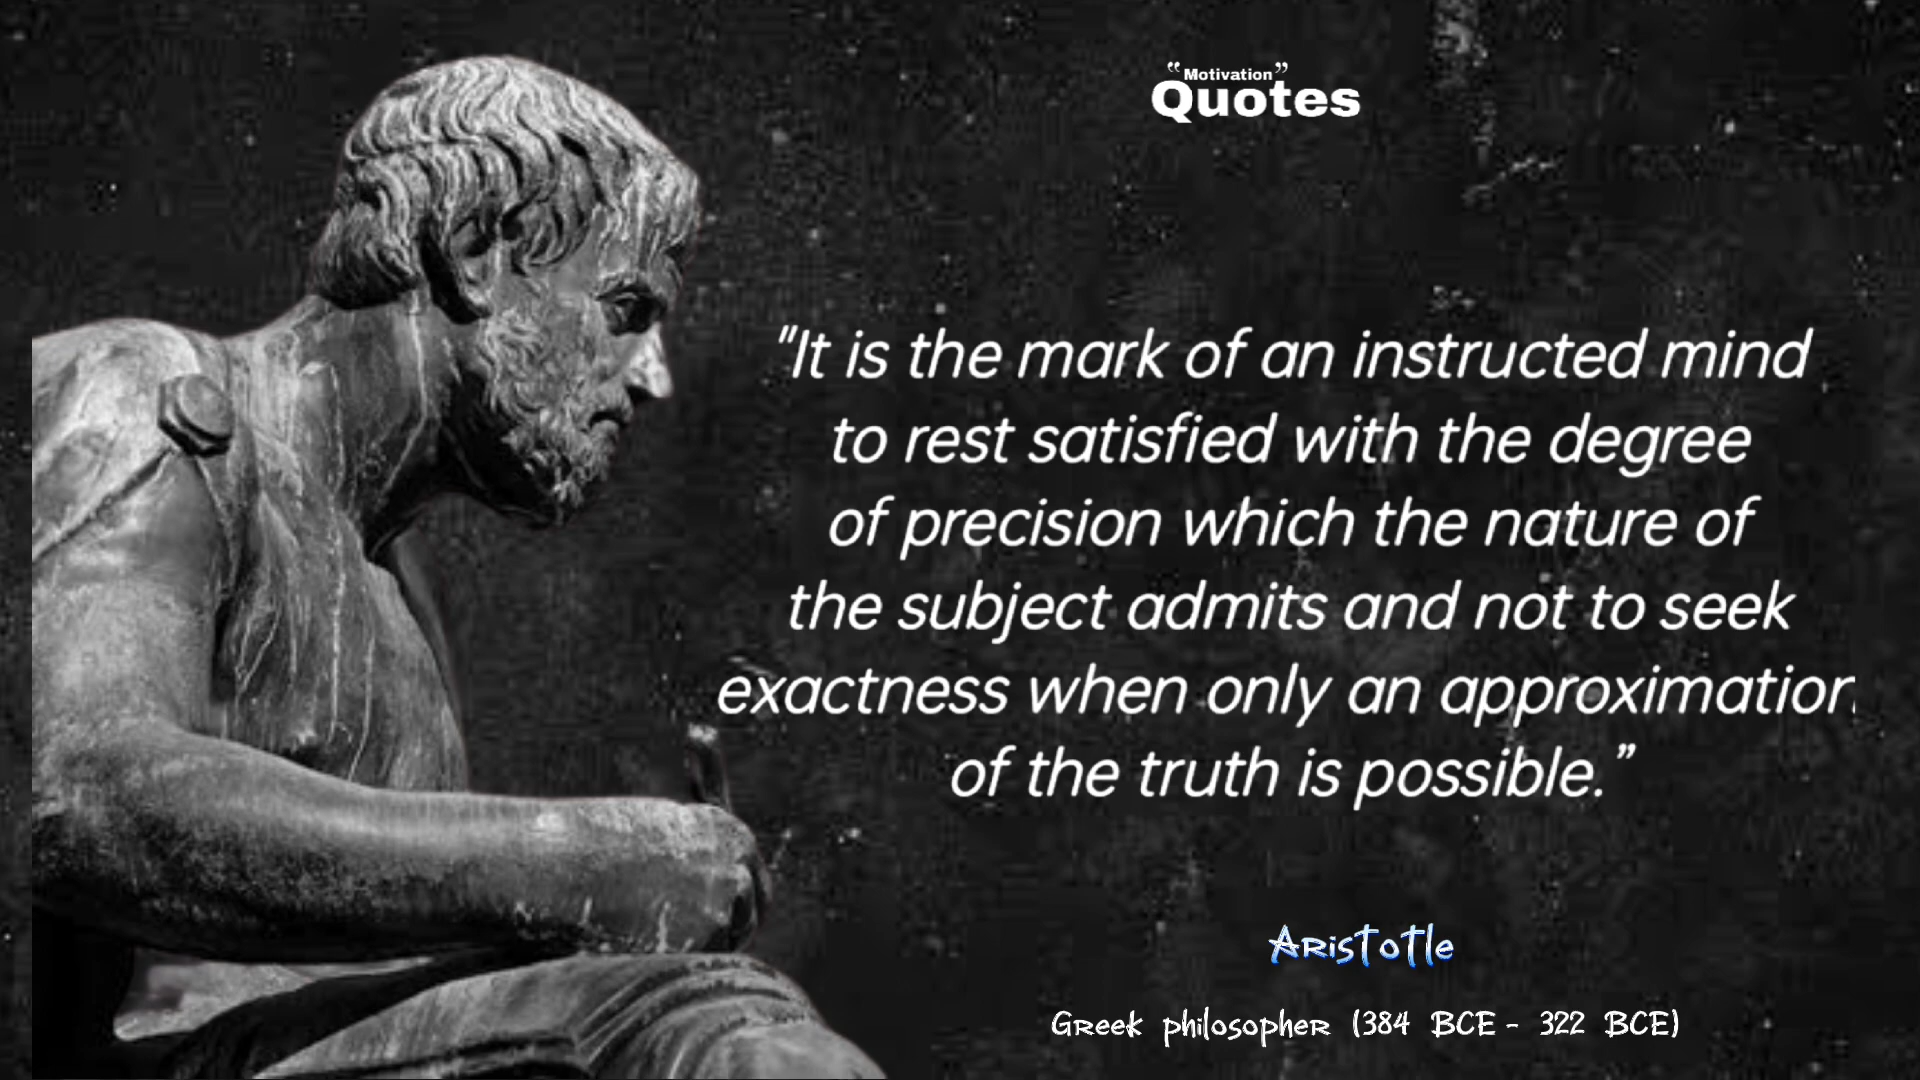 “Motivation”
Quotes
"It is the mark of an instructed mind
to rest satisfied with the degree
of precision which the nature of
the subject admits and not to seek
exactness when only an approximation
of the truth is possible.”
Aristotle
Greek philosopher (384 BCE - 322 BCE)